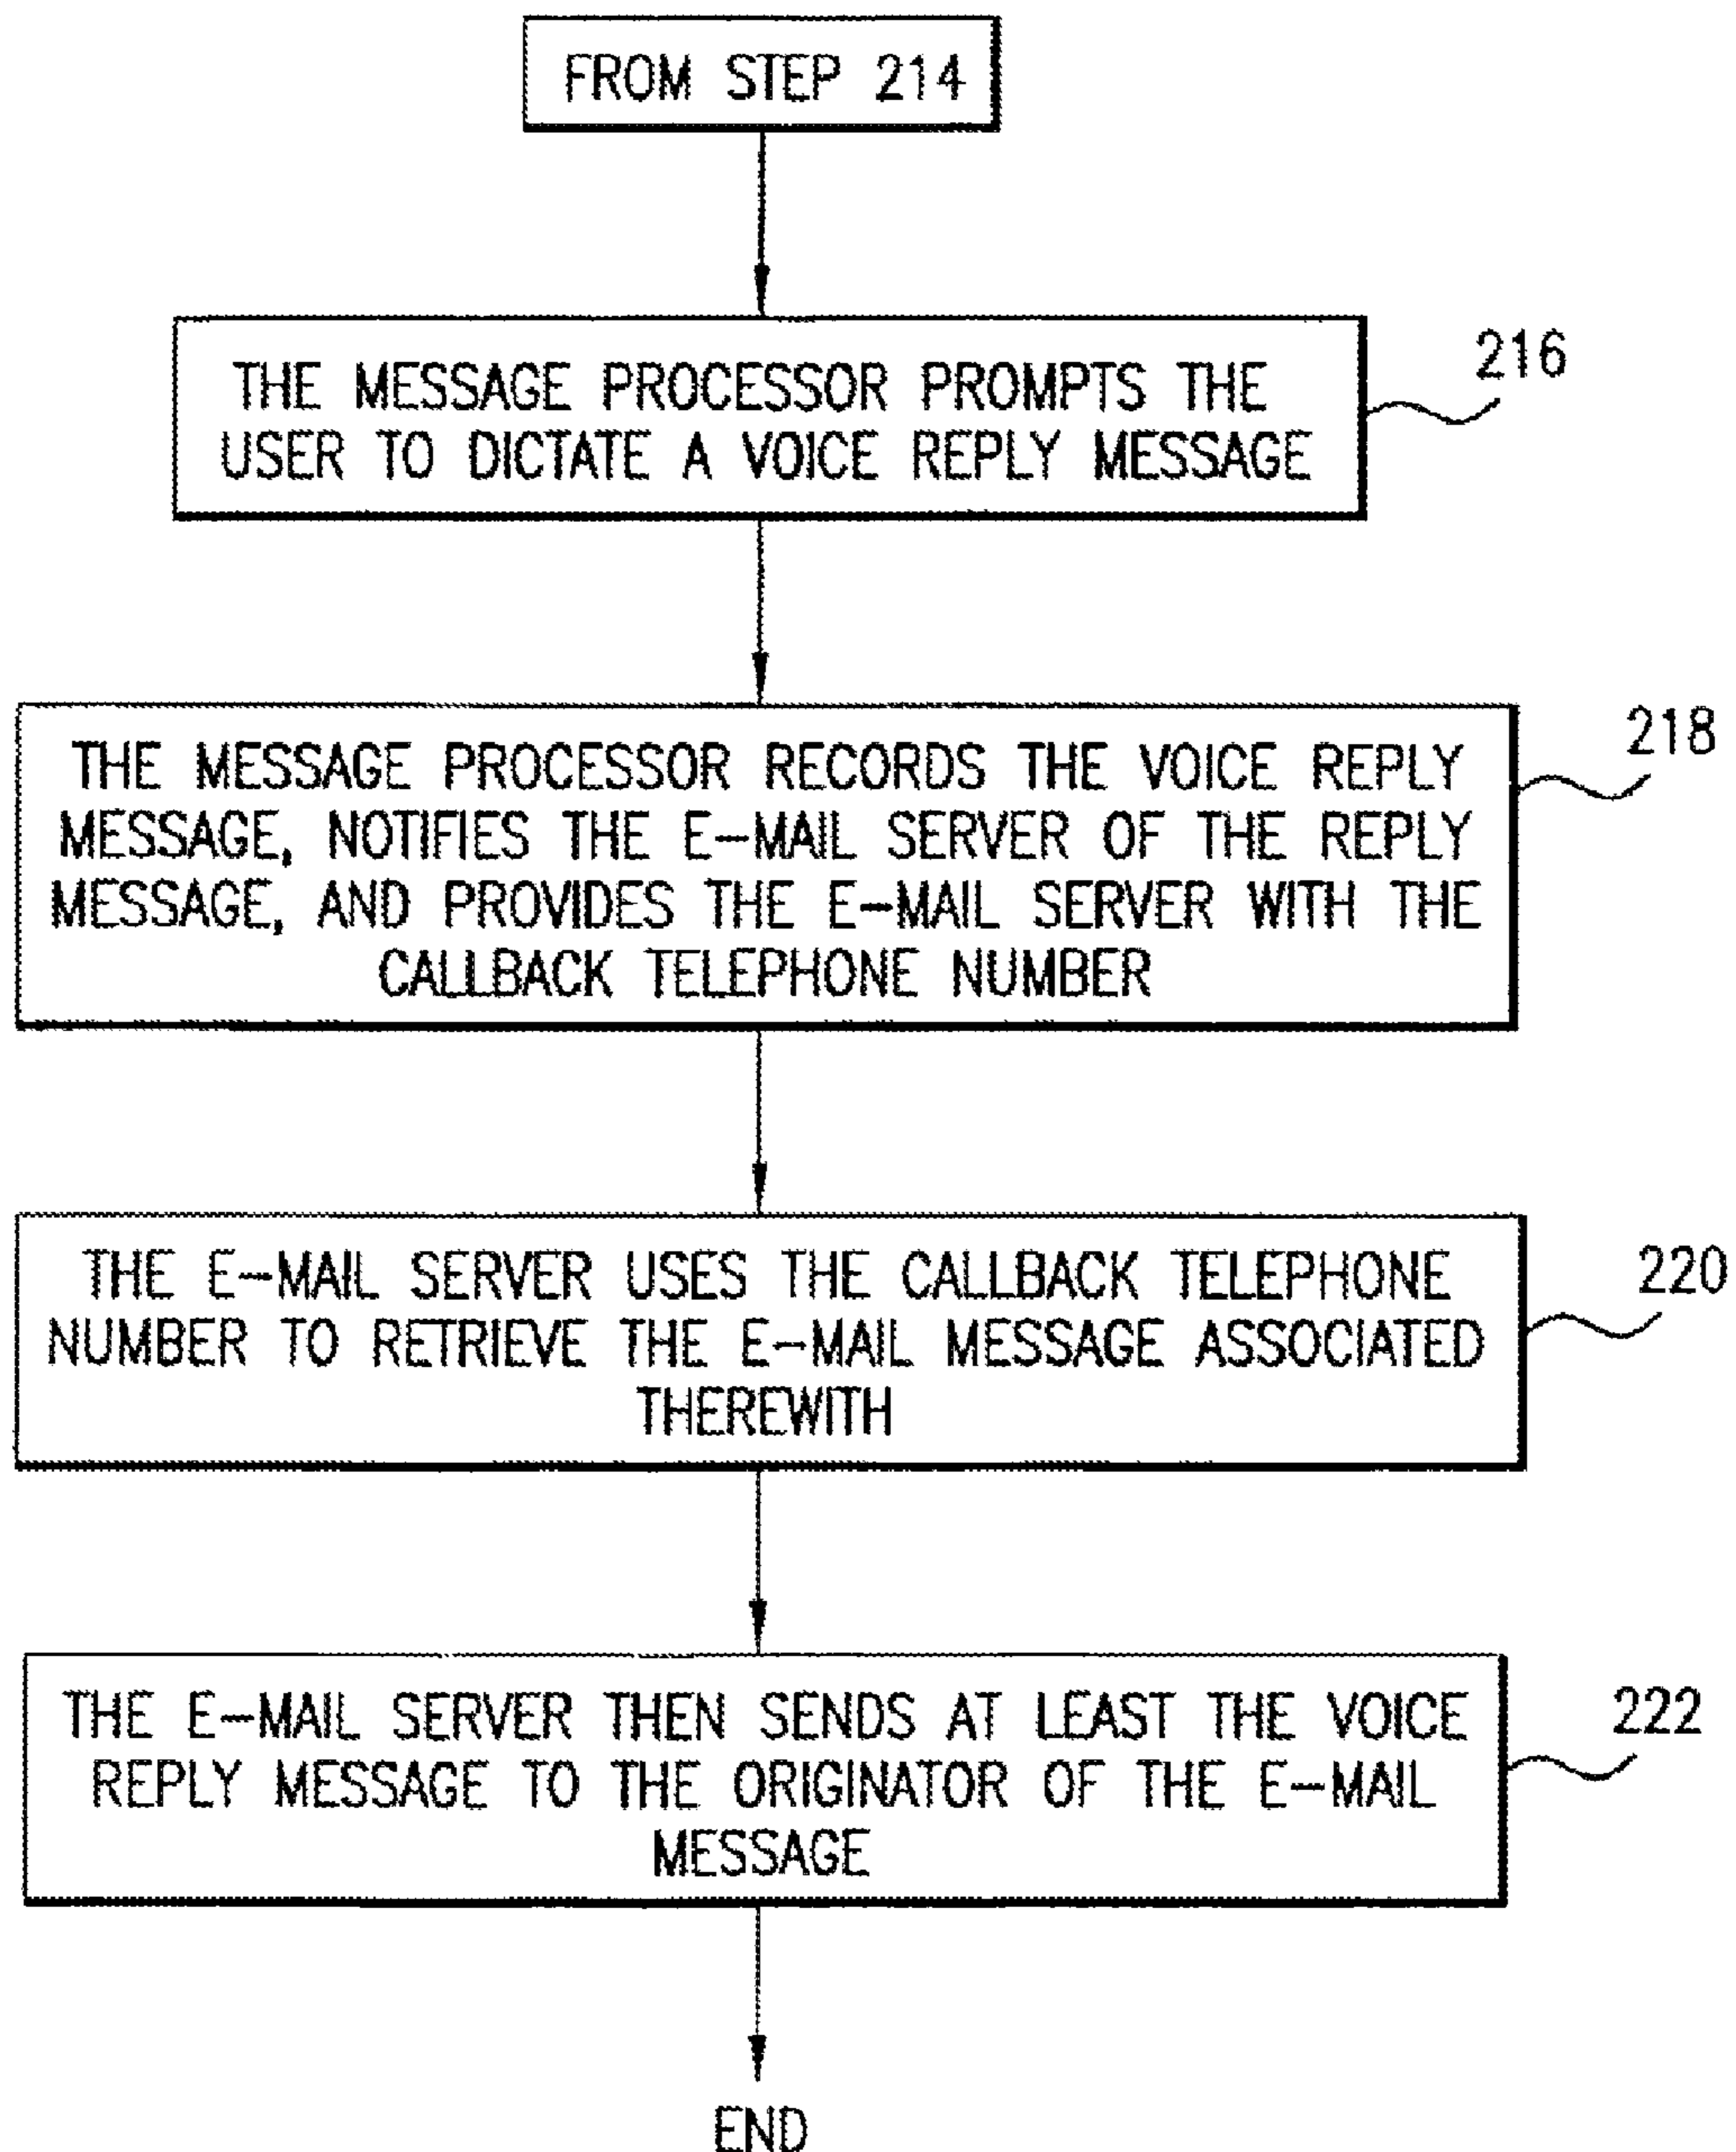 FROM STEP 214
THE MESSAGE PROCESSOR PROMPTS THE
USER TO DICTATE A VOICE REPLY MESSAGE
216
THE MESSAGE PROCESSOR RECORDS THE VOICE REPLY
MESSAGE, NOTIFIES THE E-MAIL SERVER OF THE REPLY
MESSAGE, AND PROVIDES THE E-MAIL SERVER WITH THE
CALLBACK TELEPHONE NUMBER
218
THE E-MAIL SERVER USES THE CALLBACK TELEPHONE
NUMBER TO RETRIEVE THE E-MAIL MESSAGE ASSOCIATED
THEREWITH
220
THE E-MAIL SERVER THEN SENDS AT LEAST THE VOICE
REPLY MESSAGE TO THE ORIGINATOR OF THE E-MAIL
MESSAGE
222
END